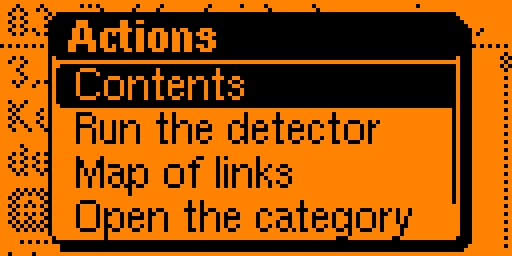 Actions
Contents
Run the detector
Map of links
Open the category